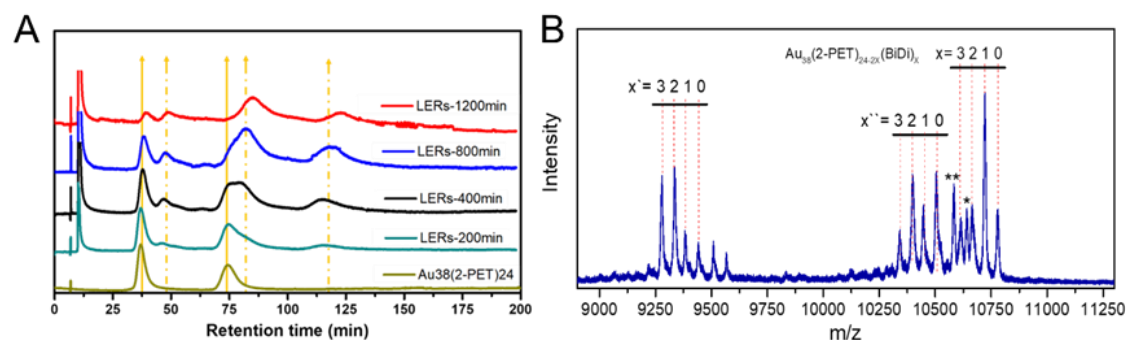 A
LERs-1200min
LERs-800min
LERs-400min
LERs-200min
Au38(2-PET)24
0 25 50 75 100 125 150 175 200
Retention time (min)
B
Au38(2-PET)24-2X(BiDi)X x= 3 2 1 0
x`= 3 2 1 0
x``= 3 2 1 0
**
*
Intensity
9000 9250 9500 9750 10000 10250 10500 10750 11000 11250
m/z